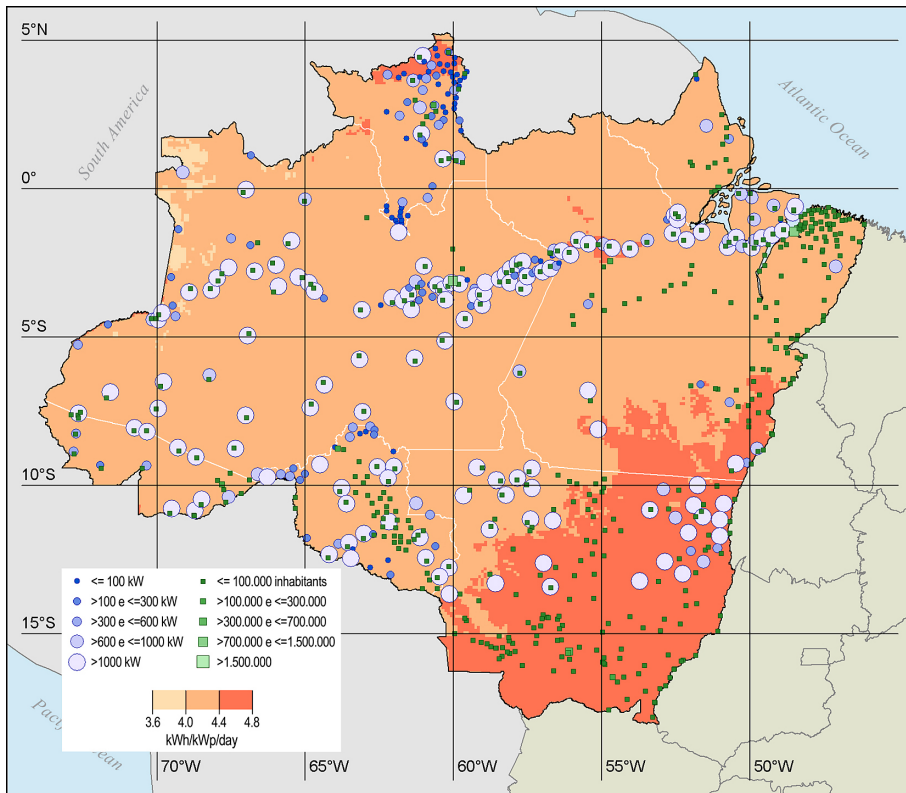 5°N
South America
Atlantic Ocean
0°
5°S
10°S
<= 100 kW
<= 100.000 inhabitants
>100 e <=300 kW
>100.000 e <=300.000
>300 e <=600 kW
>300.000 e <=700.000
>600 e <=1000 kW
>700.000 e <=1.500.000
>1000 kW
>1.500.000
15°S
3.6 4.0 4.4 4.8
kWh/kWp/day
70°W 65°W 60°W 55°W 50°W